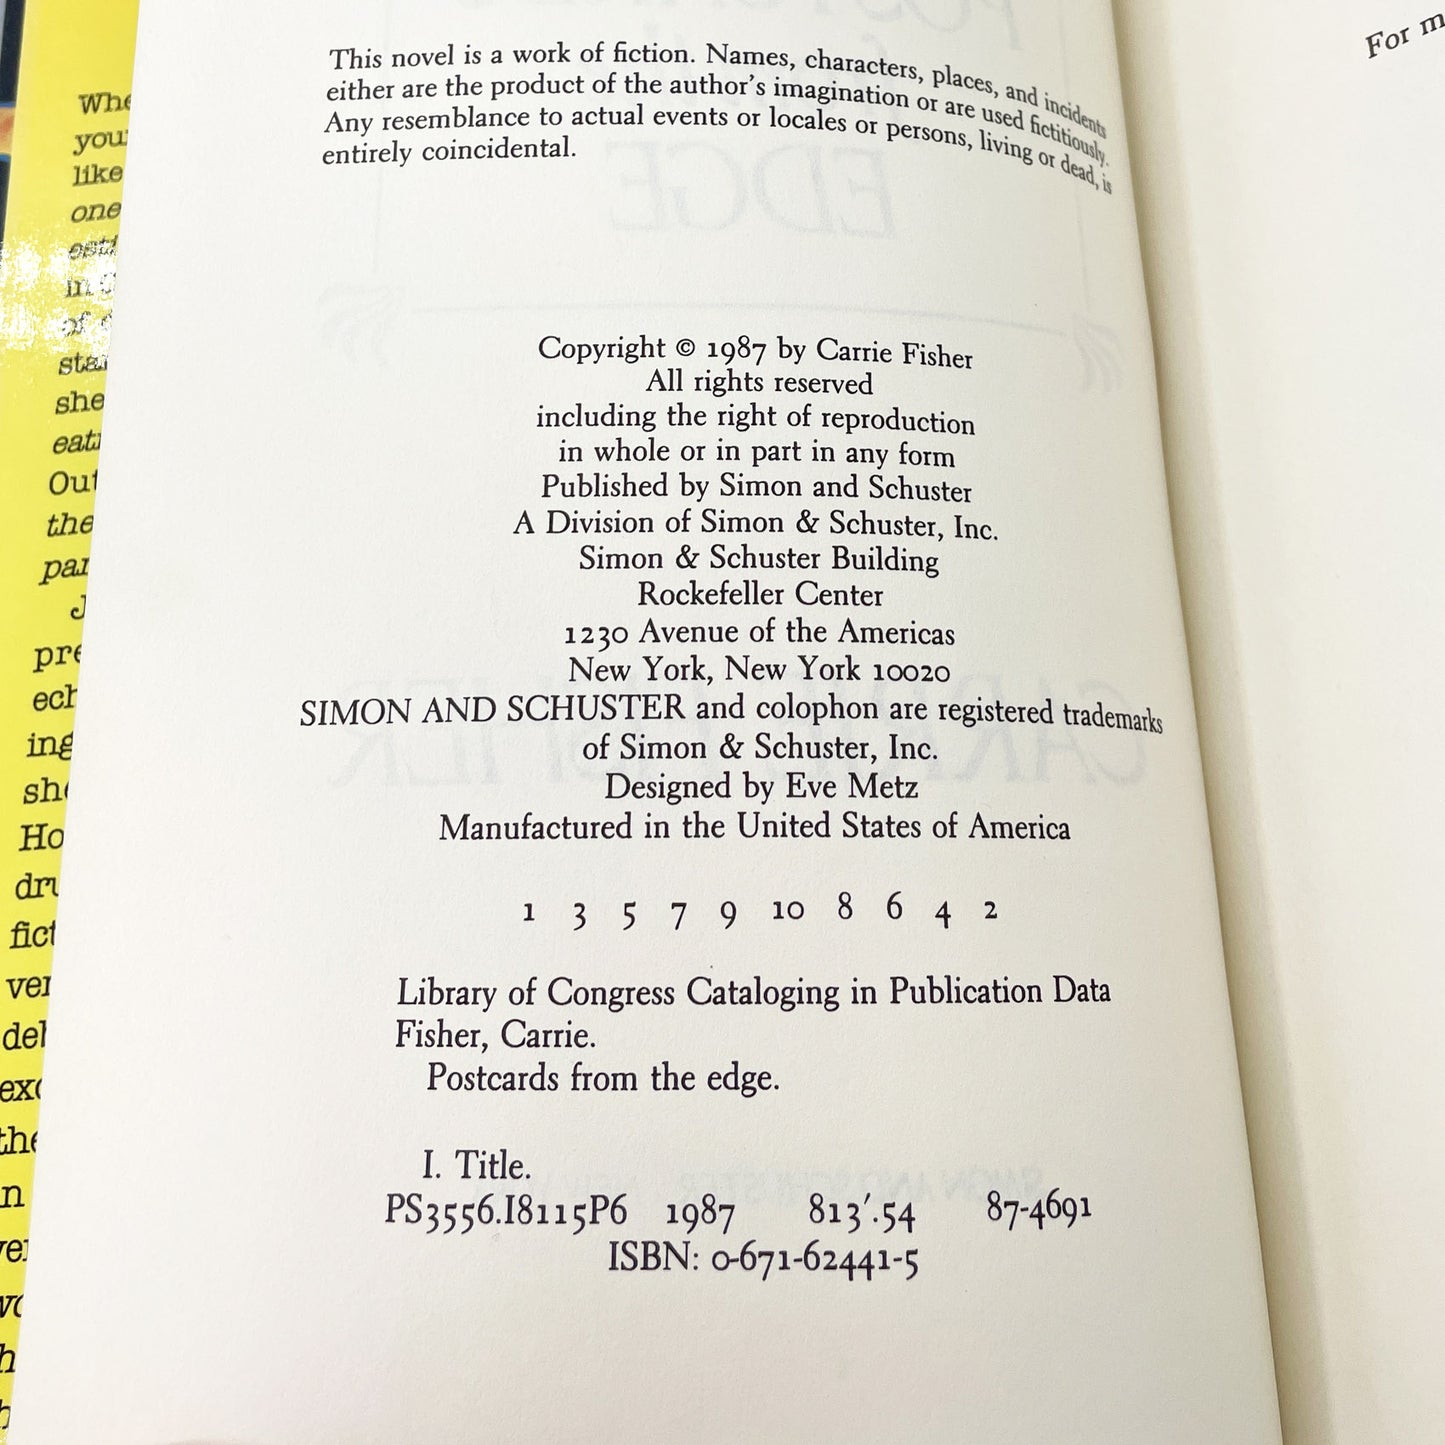 This novel is a work of fiction. Names, characters, places, and incidents
either are the product of the author's imagination or are used fictitiously.
Any resemblance to actual events or locales or persons, living or dead, is
entirely coincidental.
Copyright © 1987 by Carrie Fisher
All rights reserved
including the right of reproduction
in whole or in part in any form
Published by Simon and Schuster
A Division of Simon & Schuster, Inc.
Simon & Schuster Building
Rockefeller Center
1230 Avenue of the Americas
New York, New York 10020
SIMON AND SCHUSTER and colophon are registered trademarks
of Simon & Schuster, Inc.
Designed by Eve Metz
Manufactured in the United States of America
1 3 5 7 9 10 8 6 4 2
Library of Congress Cataloging in Publication Data
Fisher, Carrie.
Postcards from the edge.
I. Title.
PS3556.I8115P6 1987 813'.54 87-4691
ISBN: 0-671-62441-5
For
like
one
she
the